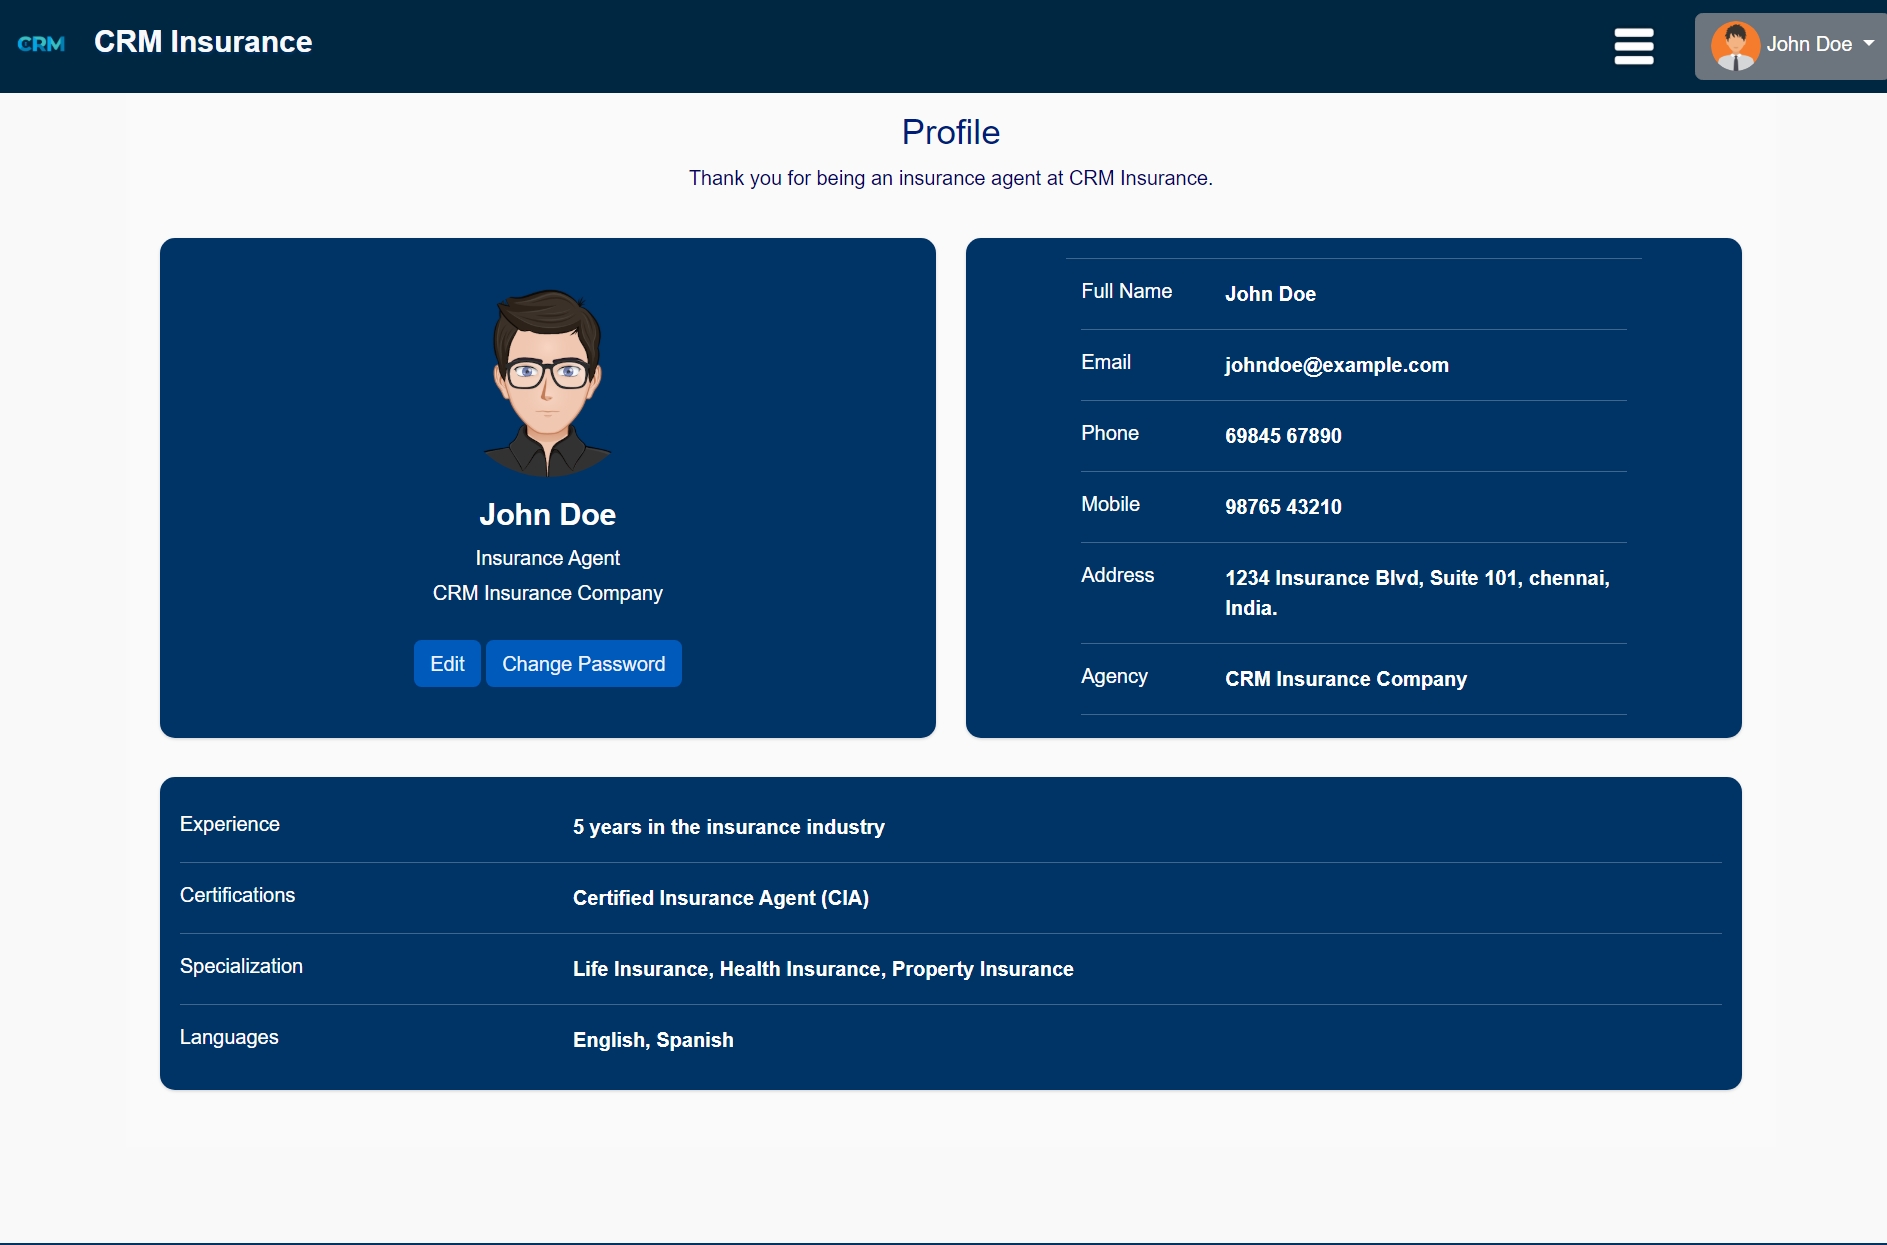 CRM CRM Insurance John Doe
Profile
Thank you for being an insurance agent at CRM Insurance.
John Doe
Insurance Agent
CRM Insurance Company
Edit Change Password
Full Name John Doe
Email johndoe@example.com
Phone 69845 67890
Mobile 98765 43210
Address 1234 Insurance Blvd, Suite 101, chennai,
India.
Agency CRM Insurance Company
Experience 5 years in the insurance industry
Certifications Certified Insurance Agent (CIA)
Specialization Life Insurance, Health Insurance, Property Insurance
Languages English, Spanish